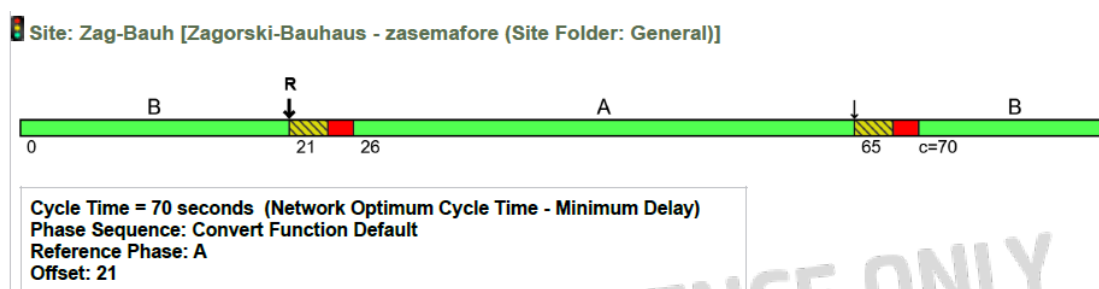 Site: Zag-Bauh [Zagorski-Bauhaus - zasemafore (Site Folder: General)]
R
B A B
0 21 26 65 c=70
Cycle Time = 70 seconds (Network Optimum Cycle Time - Minimum Delay)
Phase Sequence: Convert Function Default
Reference Phase: A
Offset: 21
ONLY